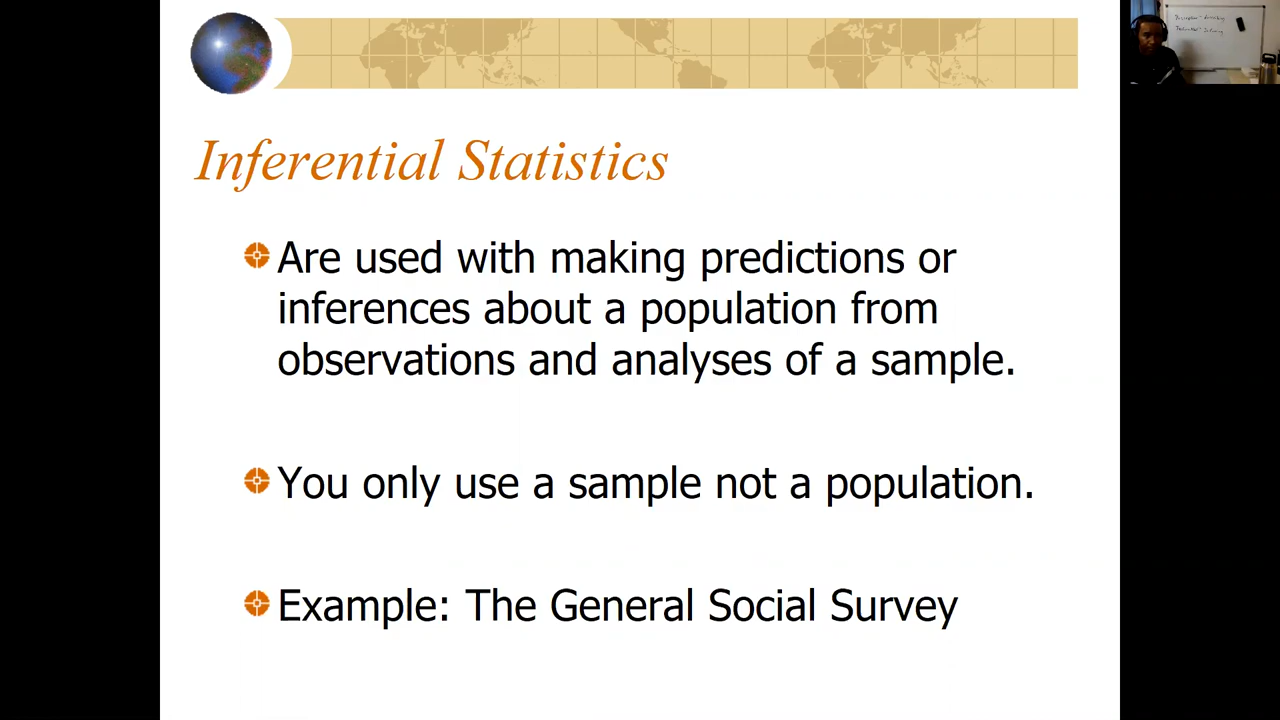 Inferential Statistics
Are used with making predictions or
inferences about a population from
observations and analyses of a sample.
You only use a sample not a population.
Example: The General Social Survey